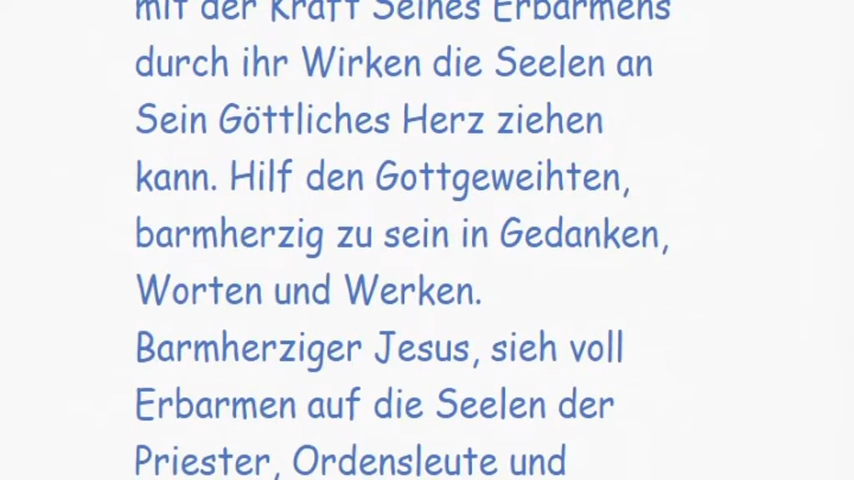 mit der Kraft Seines Erbarmens
durch ihr Wirken die Seelen an
Sein Göttliches Herz ziehen
kann. Hilf den Gottgeweihten,
barmherzig zu sein in Gedanken,
Worten und Werken.
Barmherziger Jesus, sieh voll
Erbarmen auf die Seelen der
Priester, Ordensleute und